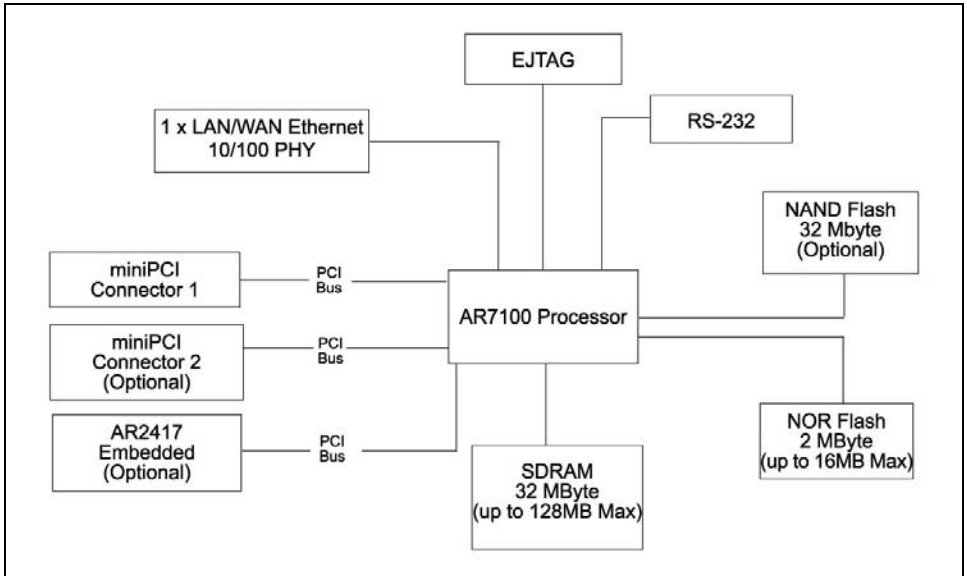 EJTAG
1 x LAN/WAN Ethernet
10/100 PHY
RS-232
NAND Flash
32 Mbyte
(Optional)
miniPCI
Connector 1
PCI
Bus
AR7100 Processor
miniPCI
Connector 2
(Optional)
PCI
Bus
AR2417
Embedded
(Optional)
PCI
Bus
SDRAM
32 MByte
(up to 128MB Max)
NOR Flash
2 MByte
(up to 16MB Max)